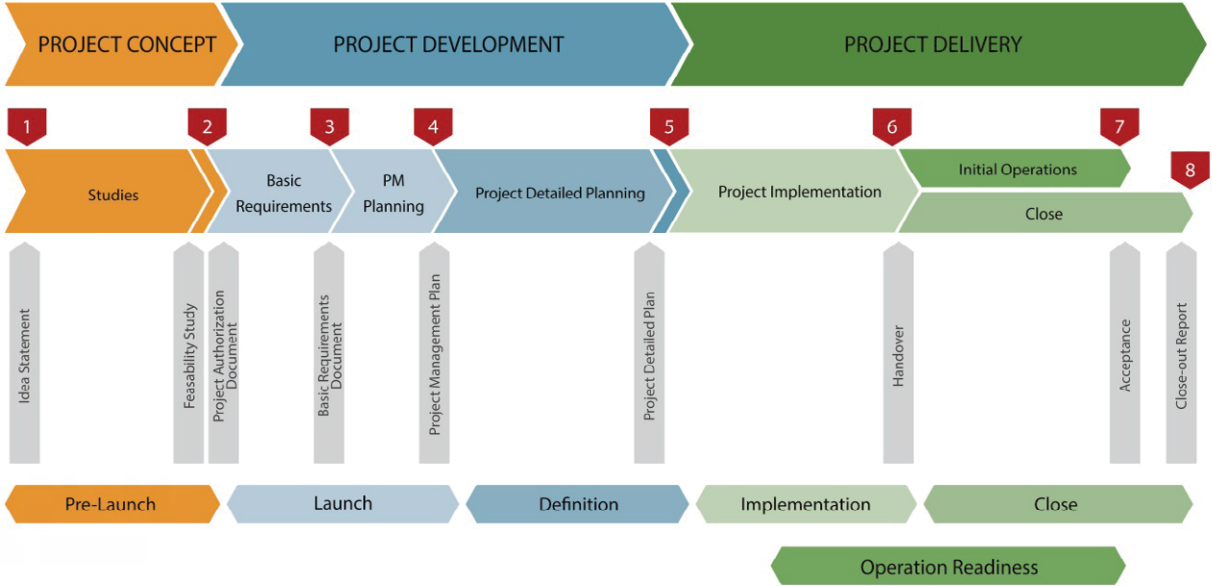 PROJECT CONCEPT
PROJECT DEVELOPMENT
PROJECT DELIVERY
1
2
3
4
5
6
7
8
Studies
Basic
Requirements
PM
Planning
Project Detailed Planning
Project Implementation
Initial Operations
Close
Idea Statement
Feasability Study
Project Authorization
Document
Basic Requirements
Document
Project Management Plan
Project Detailed Plan
Handover
Acceptance
Close-out Report
Pre-Launch
Launch
Definition
Implementation
Close
Operation Readiness